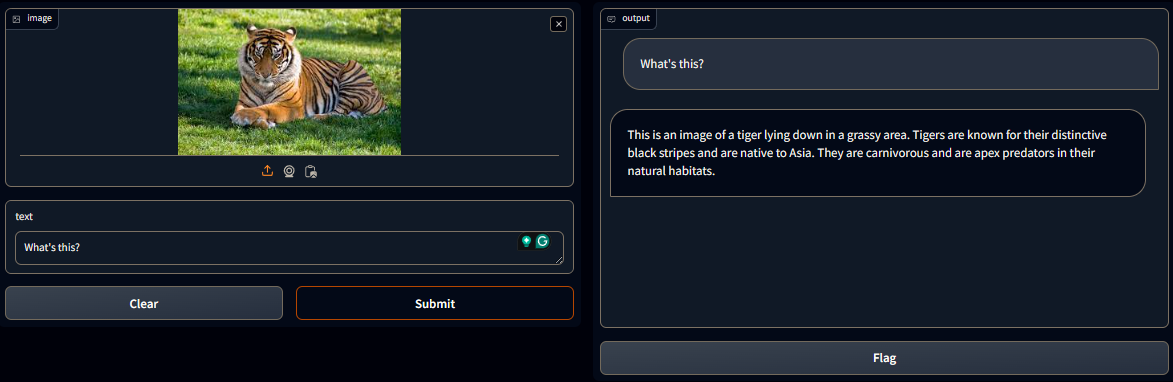 image
text
What's this?
Clear
Submit
output
What's this?
This is an image of a tiger lying down in a grassy area. Tigers are known for their distinctive
black stripes and are native to Asia. They are carnivorous and are apex predators in their
natural habitats.
Flag